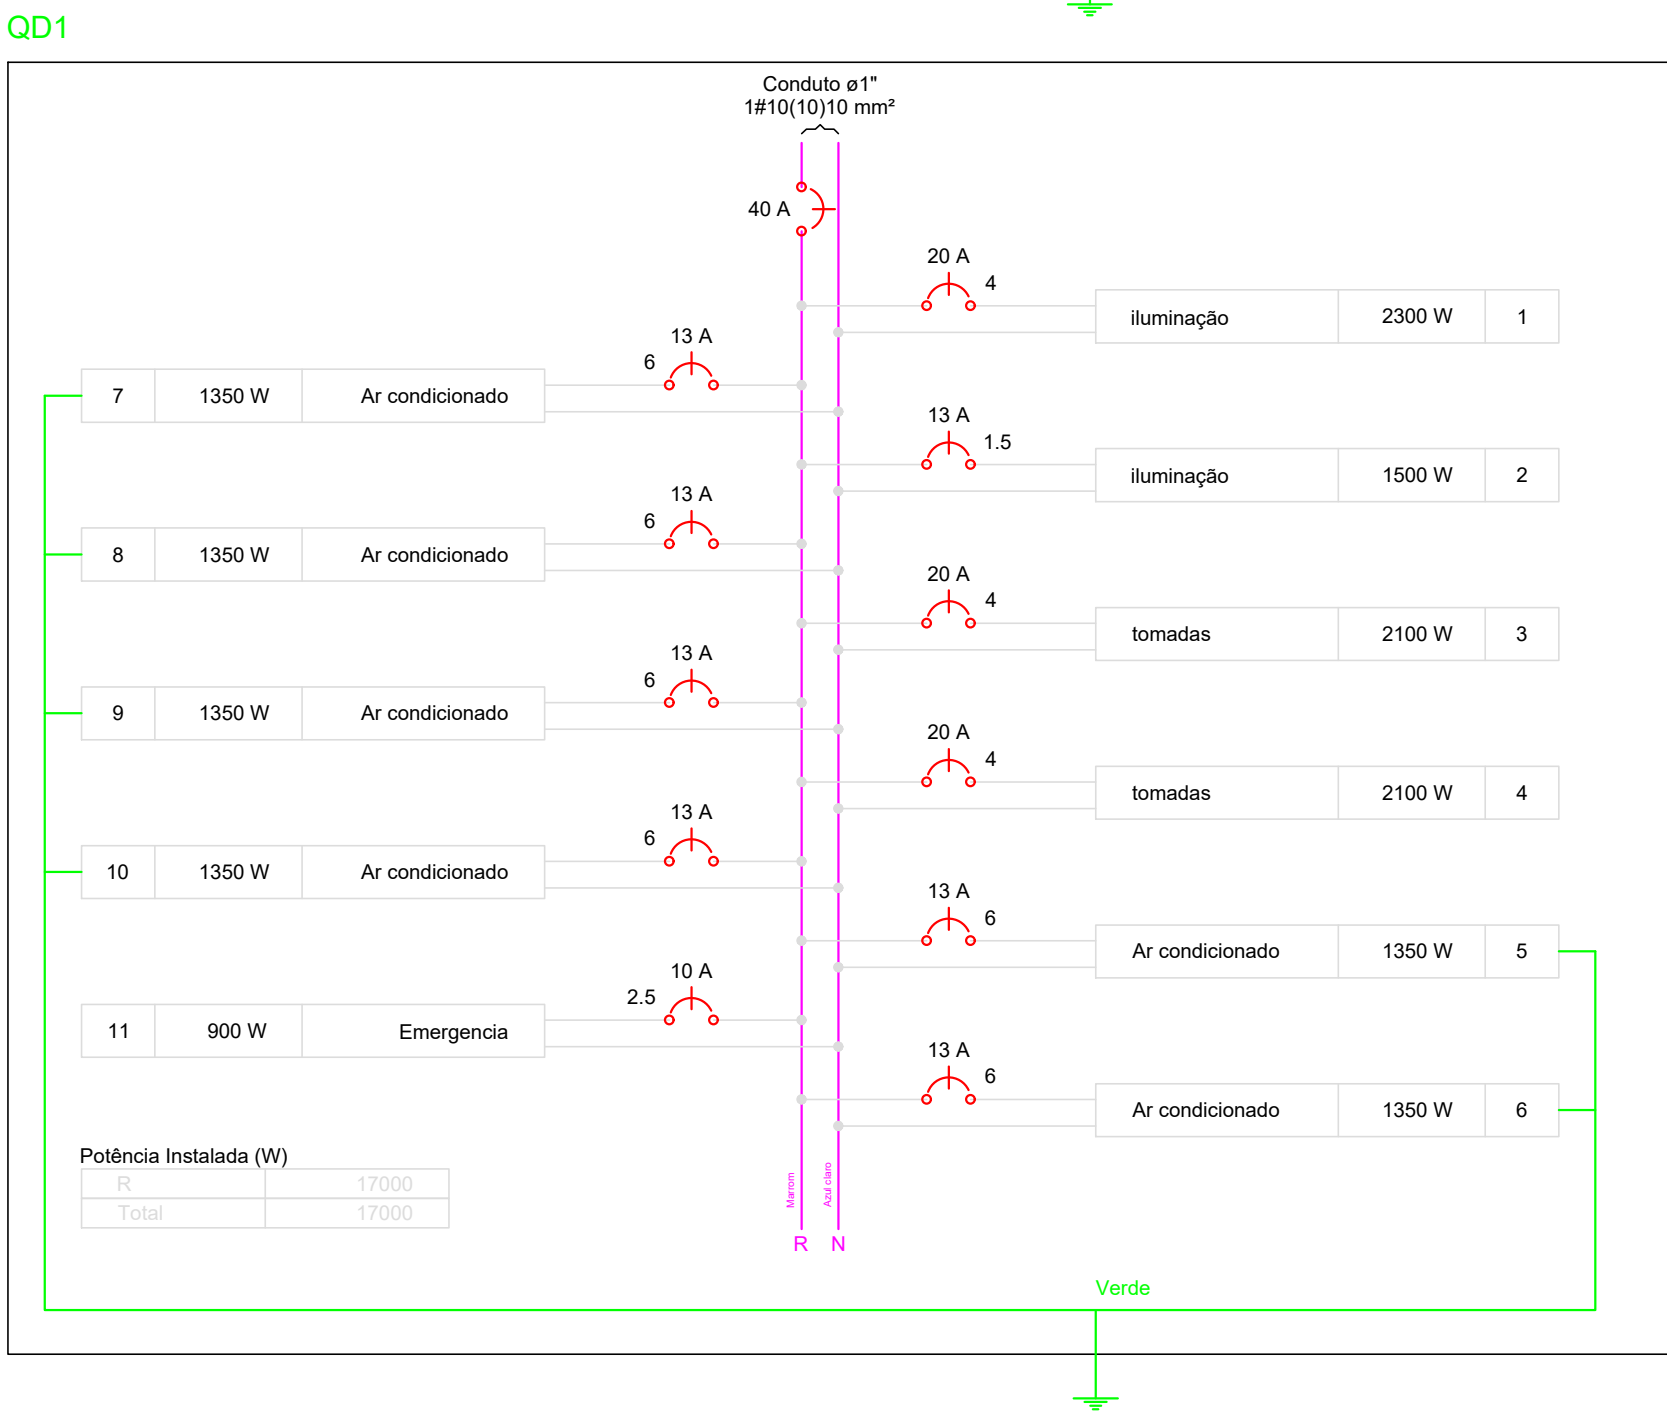 QD1
Conduto ø1"
1#10(10)10 mm²
40 A
20 A
4
iluminação 2300 W 1
13 A
6
7 1350 W Ar condicionado
13 A
1.5
iluminação 1500 W 2
13 A
6
8 1350 W Ar condicionado
20 A
4
tomadas 2100 W 3
13 A
6
9 1350 W Ar condicionado
20 A
4
tomadas 2100 W 4
13 A
6
10 1350 W Ar condicionado
13 A
6
Ar condicionado 1350 W 5
10 A
2.5
11 900 W Emergencia
13 A
6
Ar condicionado 1350 W 6
Potência Instalada (W)
R 17000
Total 17000
Marrom
Azul claro
R N
Verde